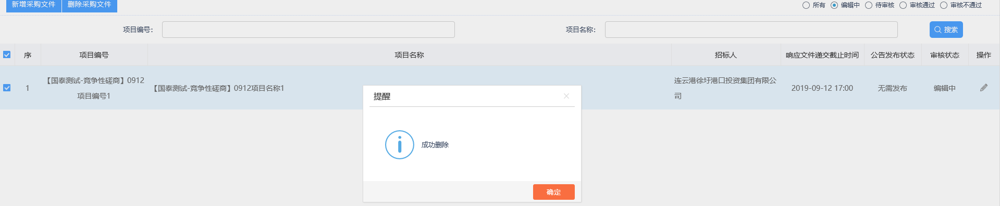 新增采购文件 删除采购文件 所有 编辑中 待审核 审核通过 审核不通过
项目编号： 项目名称： 搜索
序 项目编号 项目名称 招标人 响应文件递交截止时间 公告发布状态 审核状态 操作
1 【国泰测试-竞争性磋商】0912 【国泰测试-竞争性磋商】0912项目名称1 连云港徐圩港口投资集团有限公 2019-09-12 17:00 无需发布 编辑中
项目编号1 司
提醒
成功删除
确定